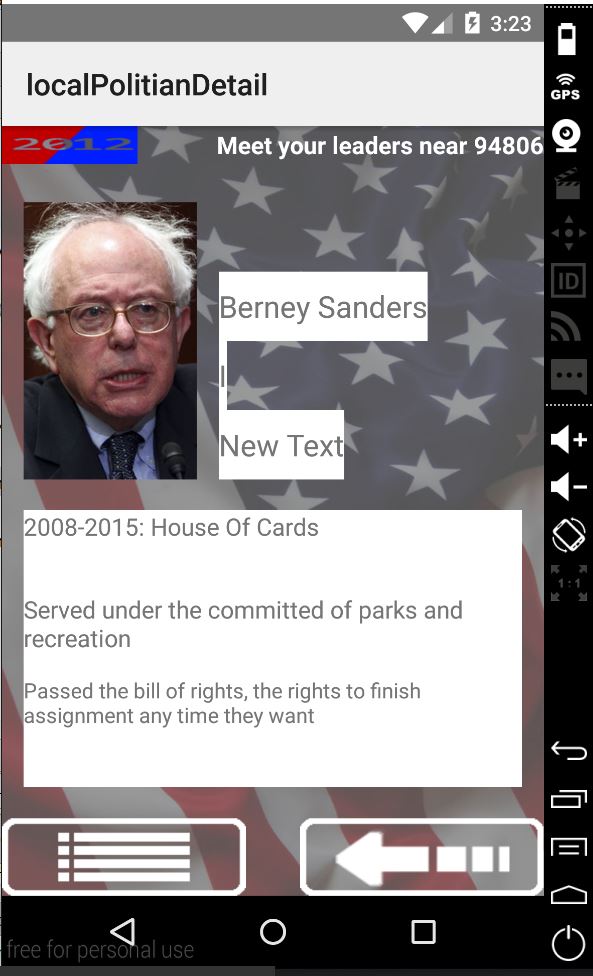 3:23
localPolitianDetail
2012
Meet your leaders near 94806
Berney Sanders
I
New Text
2008-2015: House Of Cards
Served under the committed of parks and
recreation
Passed the bill of rights, the rights to finish
assignment any time they want
free for personal use
GPS
ID
1:1